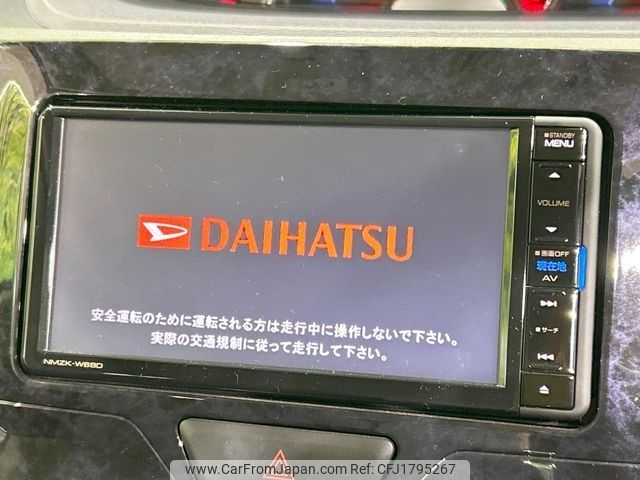 DAIHATSU
安全運転のために運転される方は走行中に操作しないで下さい。
実際の交通規制に従って走行して下さい。
NMZK-W68D
■STANDBY
MENU
▲
VOLUME
▼
■画面OFF
現在地
AV
▶▶|
■サーチ
|◀◀
⏏
www.CarFromJapan.com | Ref No: CFJ1795267